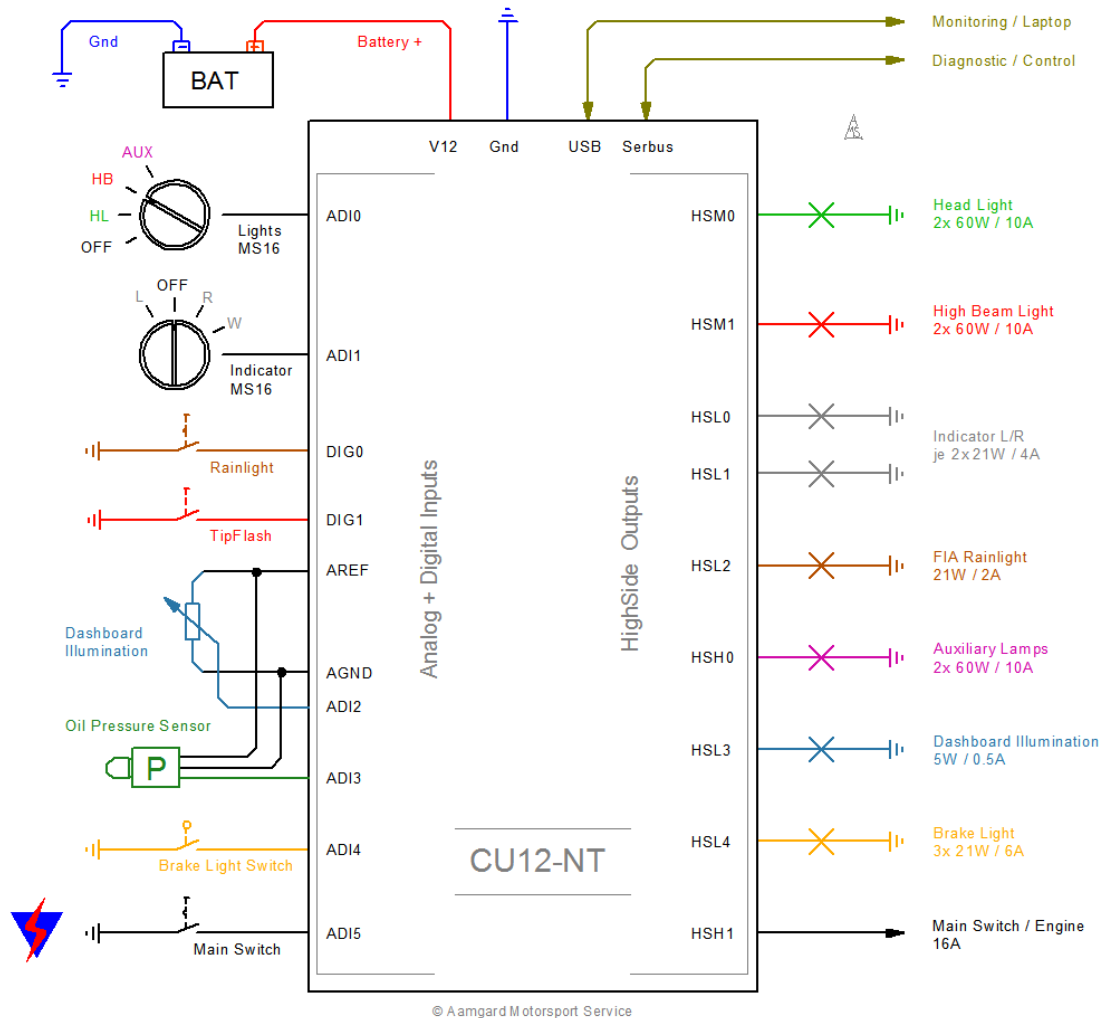 Gnd
Battery +
Monitoring / Laptop
Diagnostic / Control
BAT
V12
Gnd
USB
Serbus
AUX
HB
HL
OFF
Lights
MS16
ADI0
HSM0
Head Light
2x 60W / 10A
L
OFF
R
W
Indicator
MS16
ADI1
HSM1
High Beam Light
2x 60W / 10A
HSL0
HSL1
Indicator L/R
je 2x21W / 4A
Rainlight
DIG0
TipFlash
DIG1
Analog + Digital Inputs
HighSide Outputs
HSL2
FIA Rainlight
21W / 2A
AREF
Dashboard
Illumination
AGND
ADI2
HSH0
Auxiliary Lamps
2x 60W / 10A
Oil Pressure Sensor
P
ADI3
HSL3
Dashboard Illumination
5W / 0.5A
Brake Light Switch
ADI4
CU12-NT
HSL4
Brake Light
3x 21W / 6A
Main Switch
ADI5
HSH1
Main Switch / Engine
16A
© Aamgard Motorsport Service